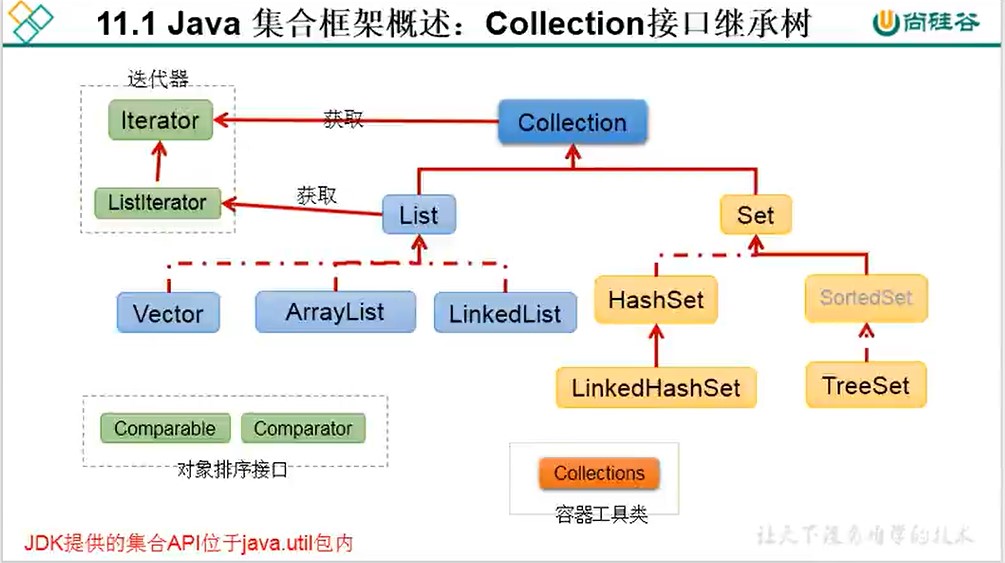 11.1 Java 集合框架概述：Collection接口继承树
尚硅谷
迭代器
Iterator
获取
Collection
ListIterator
获取
List
Set
Vector
ArrayList
LinkedList
HashSet
SortedSet
LinkedHashSet
TreeSet
Comparable
Comparator
对象排序接口
Collections
容器工具类
JDK提供的集合API位于java.util包内
让天下没有难学的技术